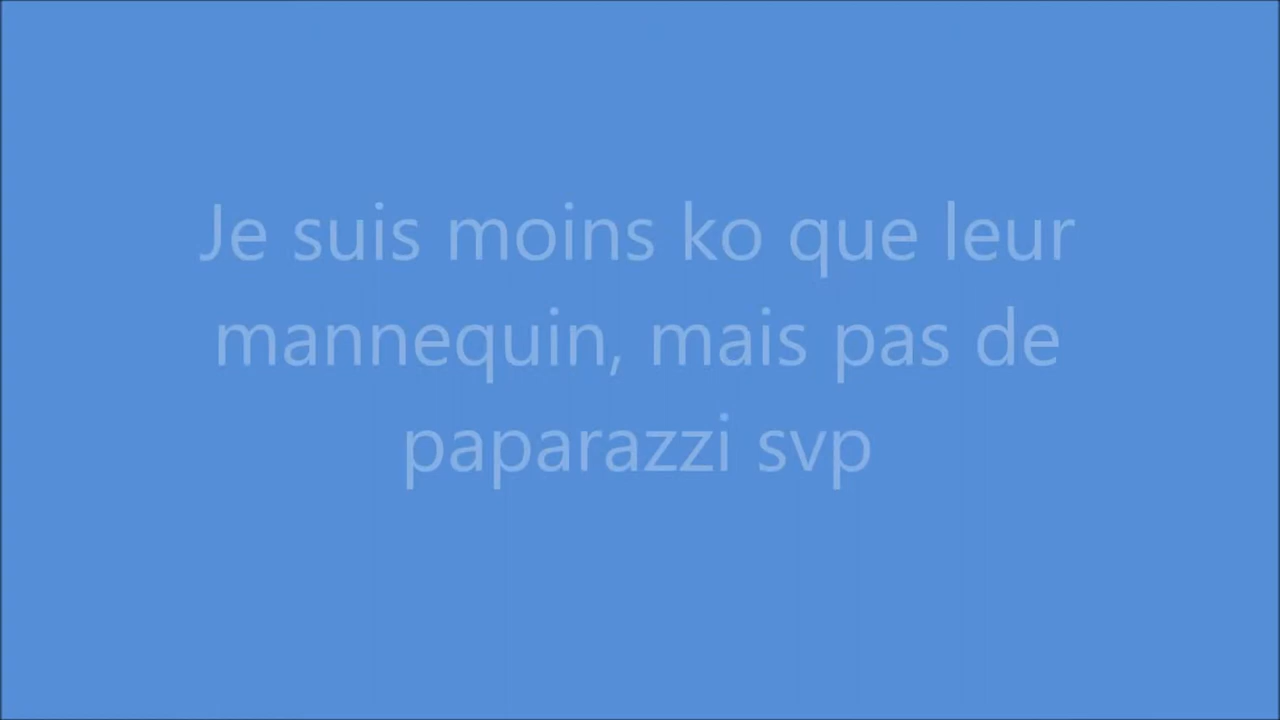 Je suis moins ko que leur
mannequin, mais pas de
paparazzi svp